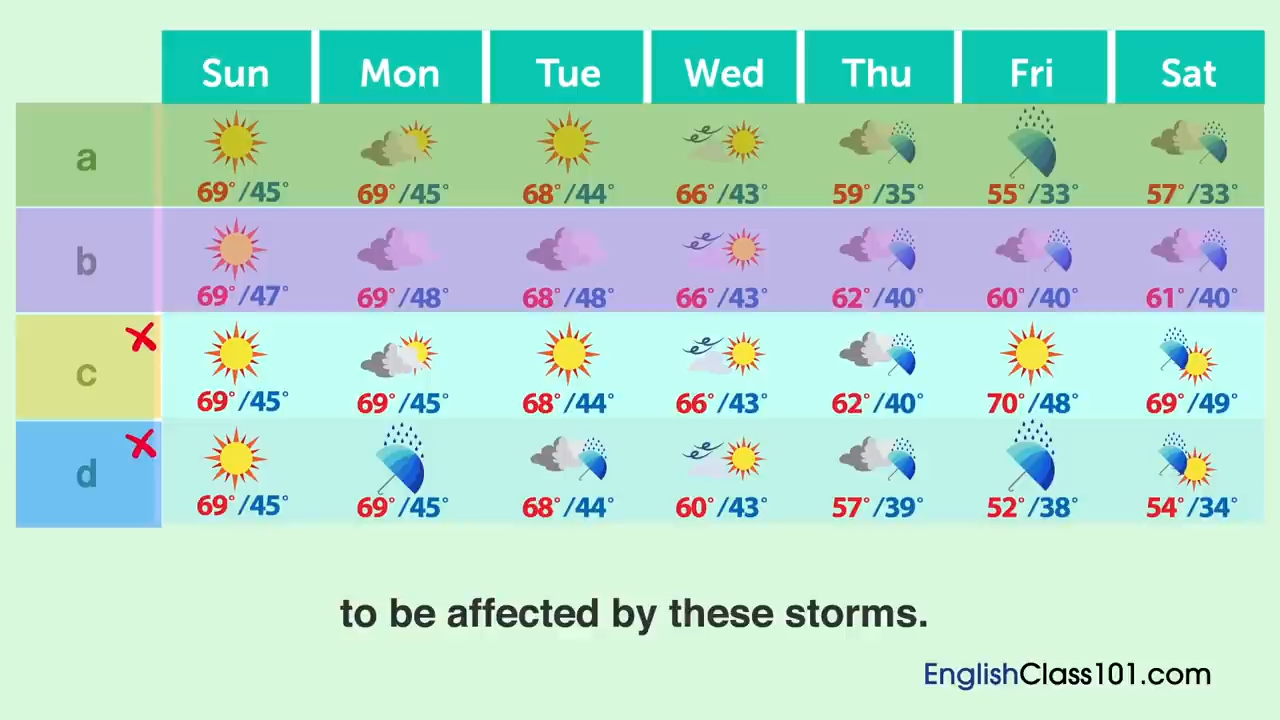 Sun Mon Tue Wed Thu Fri Sat
a
69°/45° 69°/45° 68°/44° 66°/43° 59°/35° 55°/33° 57°/33°
b
69°/47° 69°/48° 68°/48° 66°/43° 62°/40° 60°/40° 61°/40°
c
69°/45° 69°/45° 68°/44° 66°/43° 62°/40° 70°/48° 69°/49°
d
69°/45° 69°/45° 68°/44° 60°/43° 57°/39° 52°/38° 54°/34°
to be affected by these storms.
EnglishClass101.com